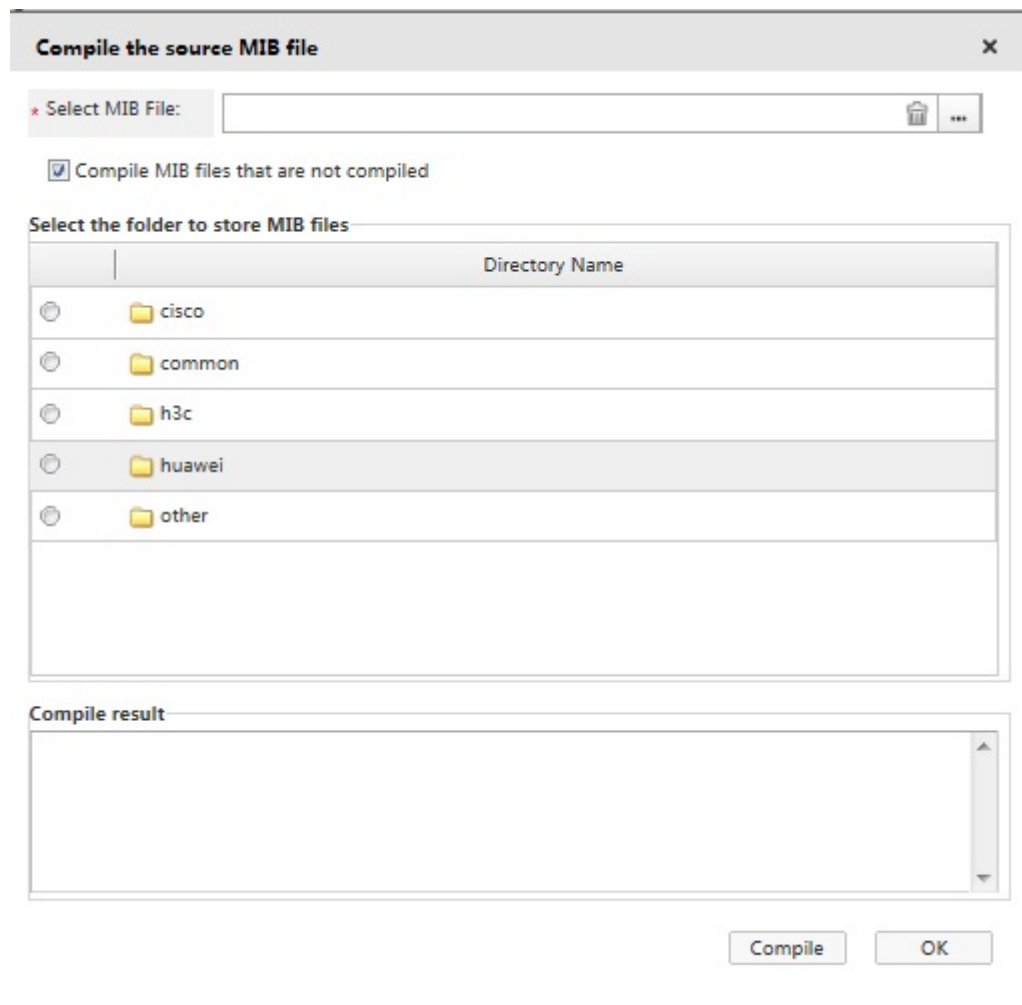 Compile the source MIB file
* Select MIB File:
...
Compile MIB files that are not compiled
Select the folder to store MIB files
Directory Name
cisco
common
h3c
huawei
other
Compile result
Compile OK